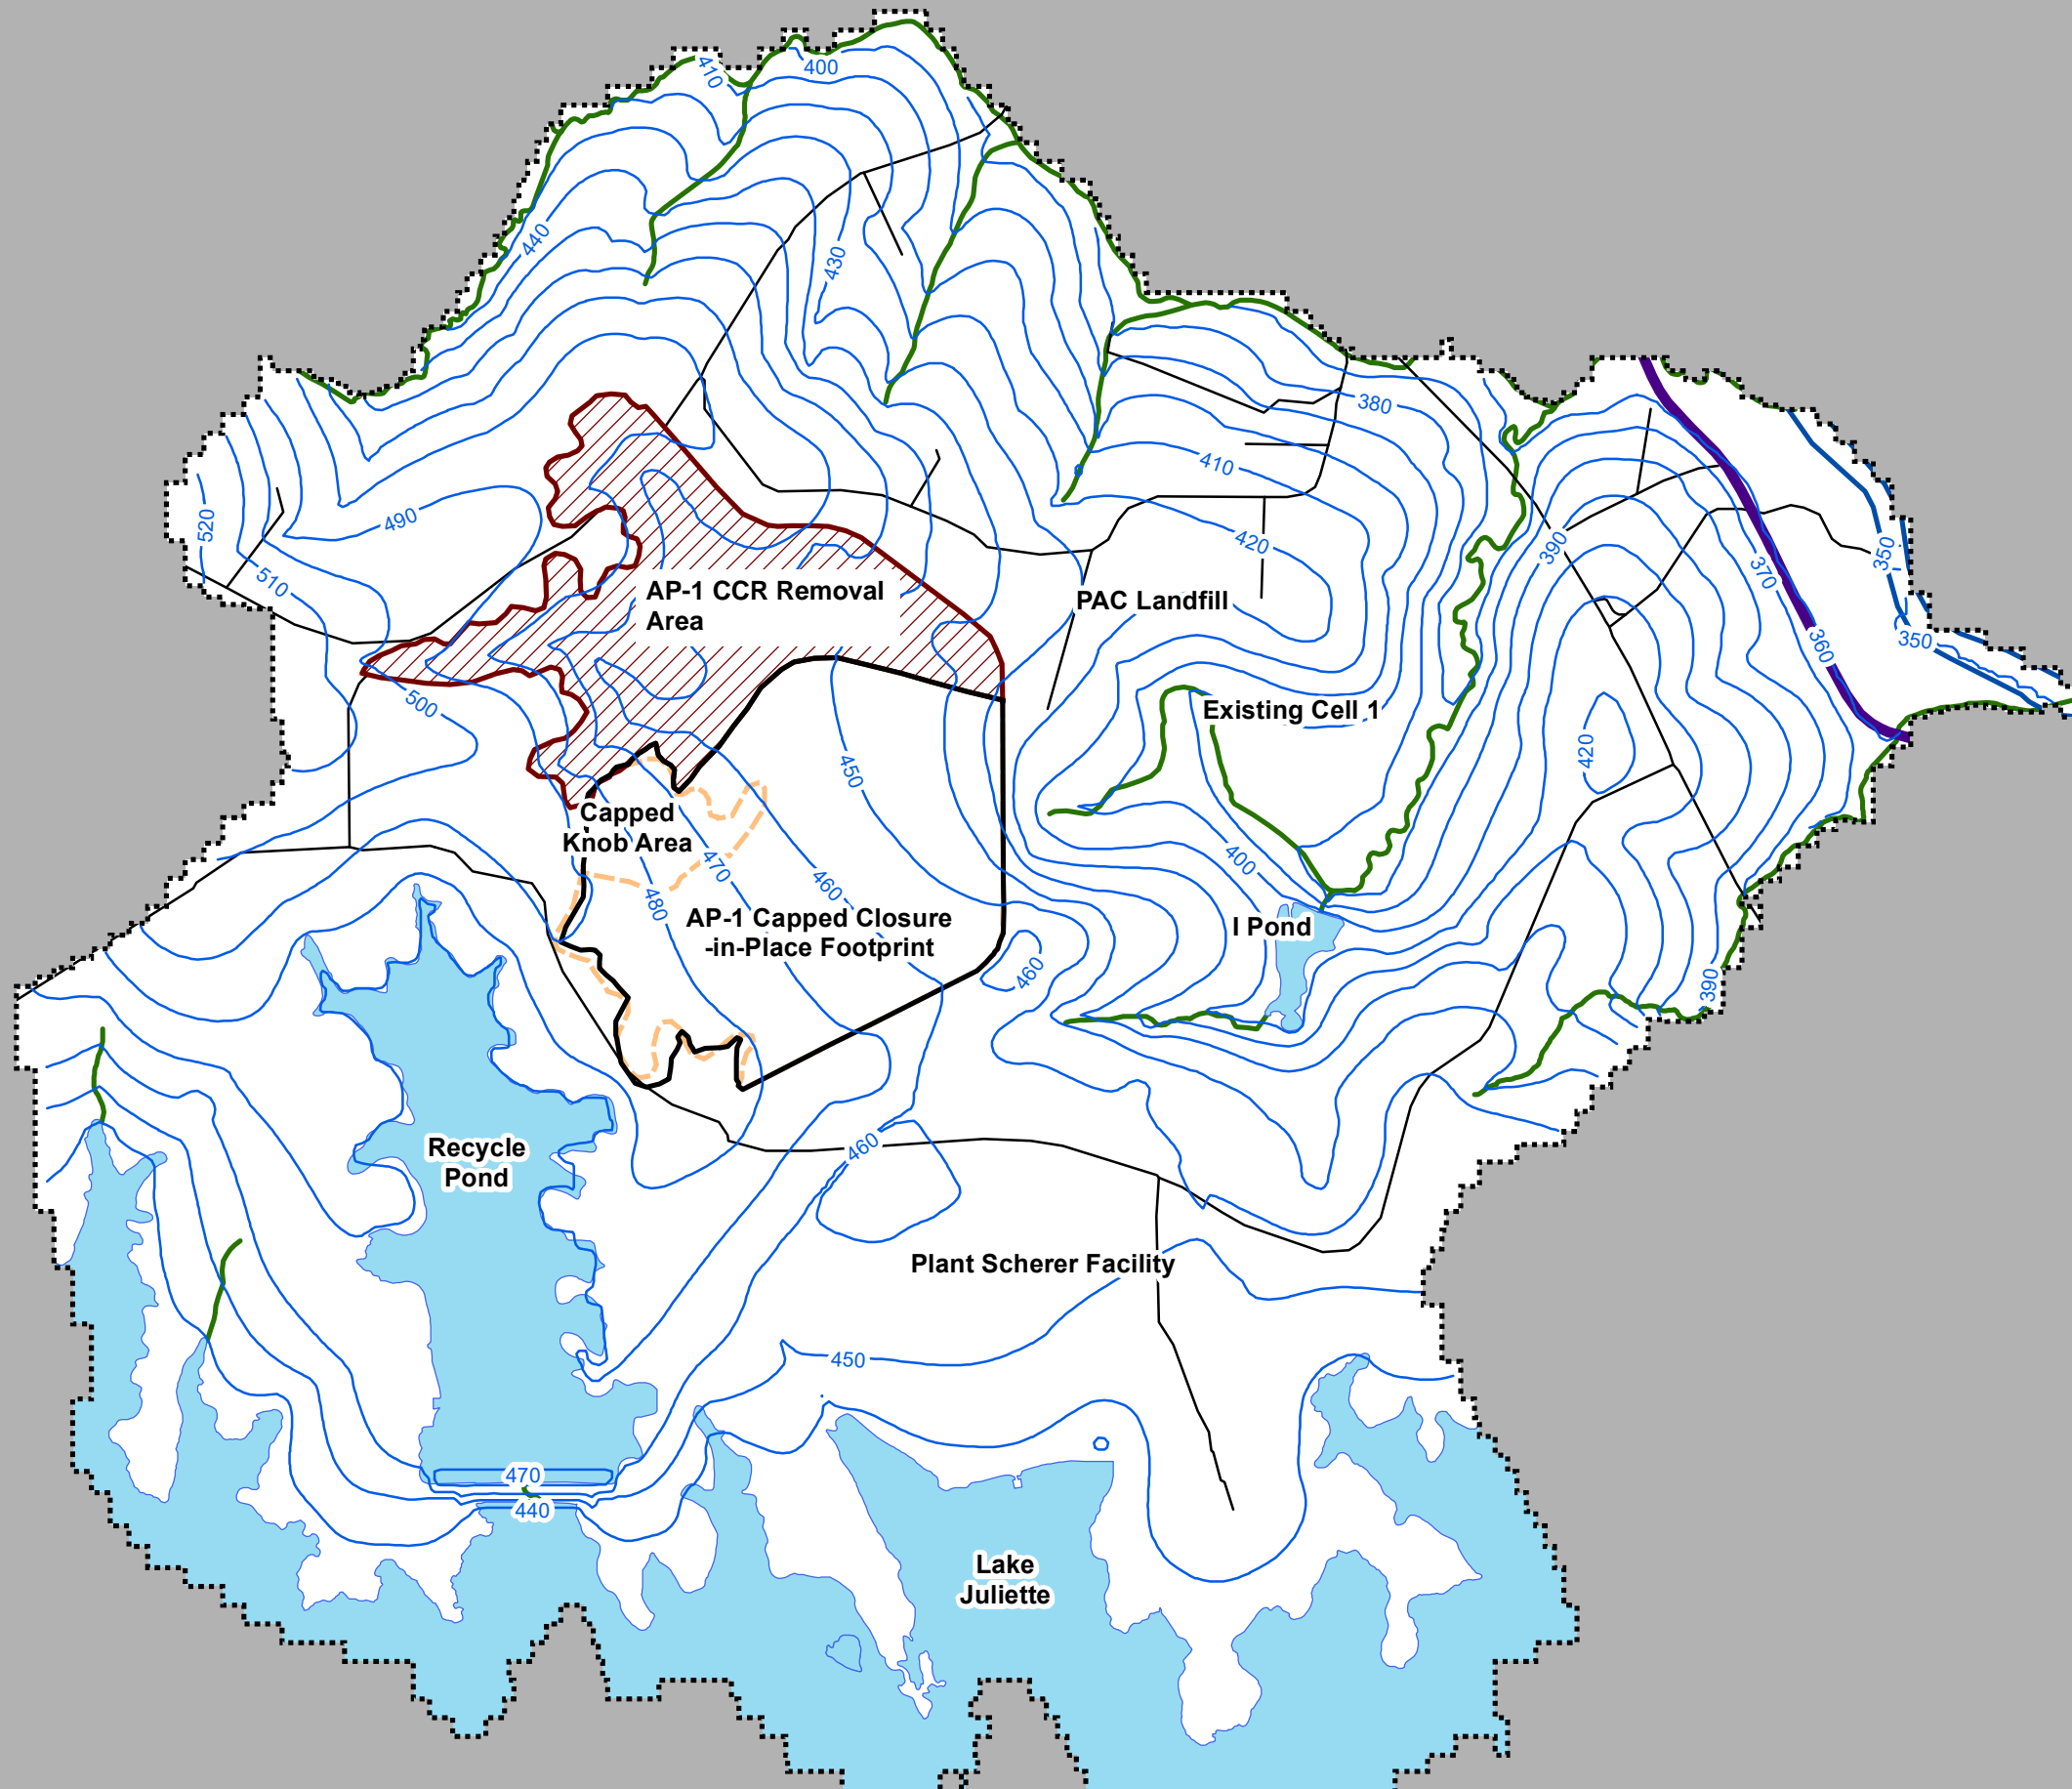 410
400
440
430
380
410
490
520
420
390
350
370
510
AP-1 CCR Removal
Area
PAC Landfill
350
360
500
Existing Cell 1
420
450
Capped
Knob Area
400
470
460
480
AP-1 Capped Closure
-in-Place Footprint
I Pond
460
390
Recycle
Pond
460
Plant Scherer Facility
450
470
440
Lake
Juliette